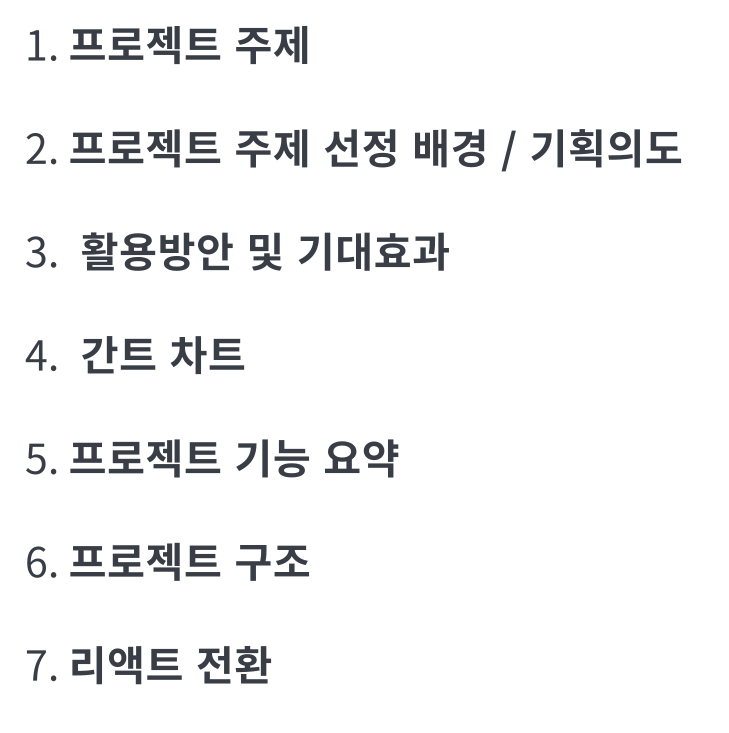 1. 프로젝트 주제
2. 프로젝트 주제 선정 배경 / 기획의도
3. 활용방안 및 기대효과
4. 간트 차트
5. 프로젝트 기능 요약
6. 프로젝트 구조
7. 리액트 전환